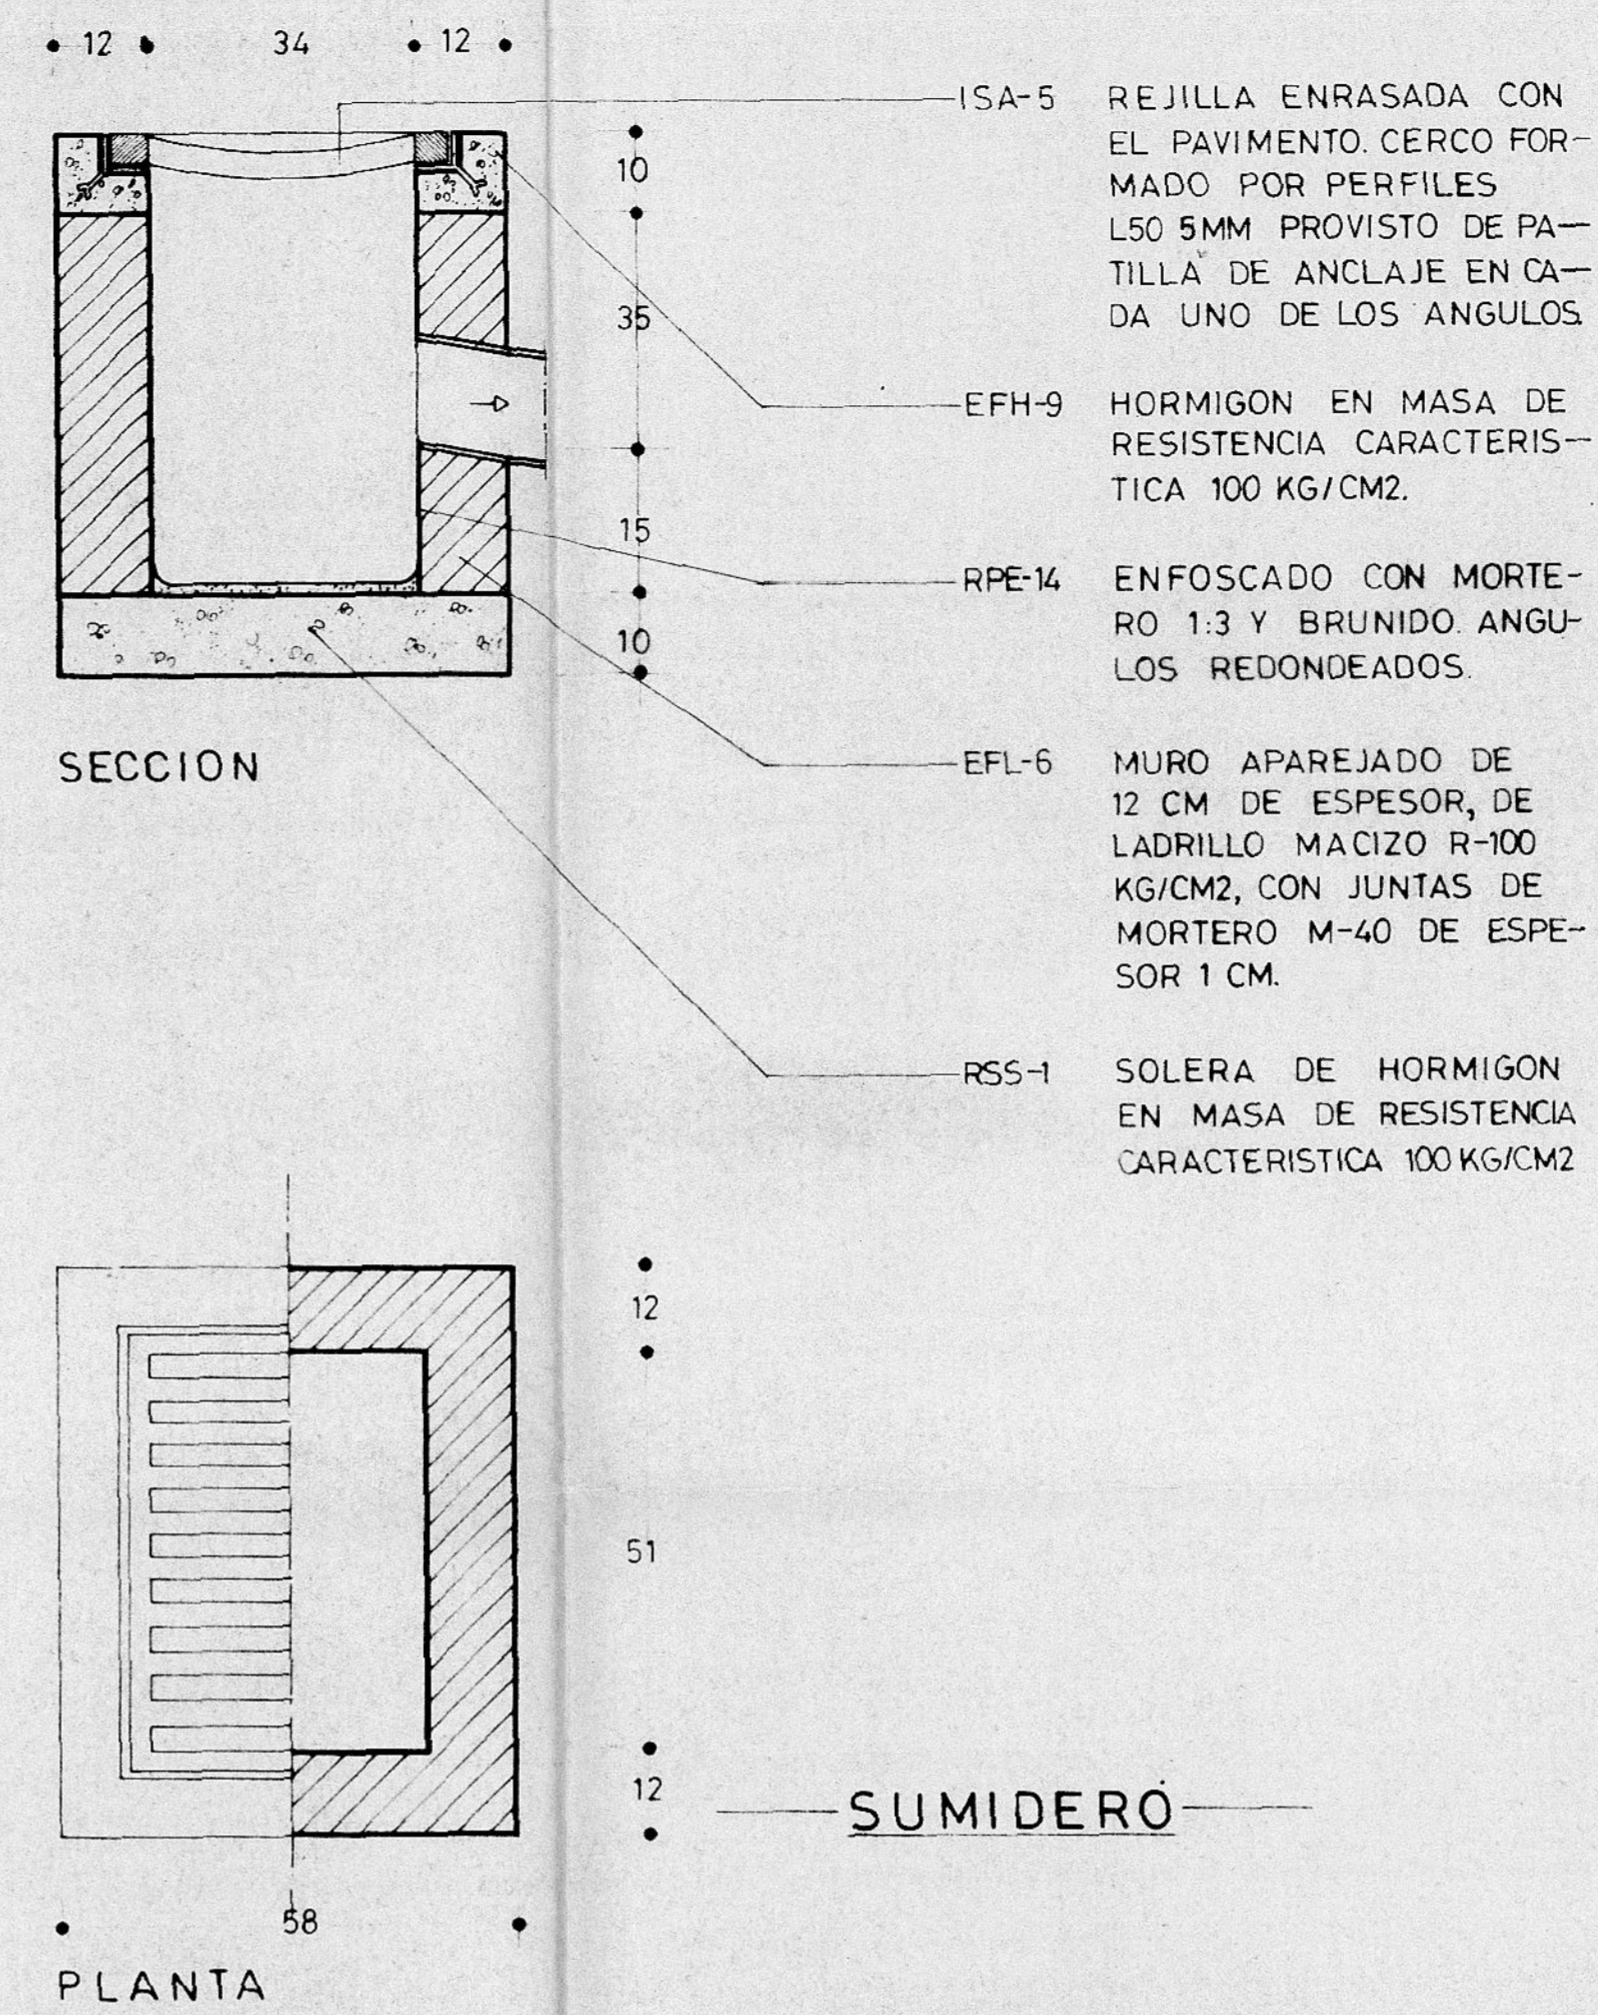 12 34 12
ISA-5 REJILLA ENRASADA CON
EL PAVIMENTO. CERCO FOR-
MADO POR PERFILES
L50 5MM PROVISTO DE PA-
TILLA DE ANCLAJE EN CA-
DA UNO DE LOS ANGULOS.
10
35
15
10
EFH-9 HORMIGON EN MASA DE
RESISTENCIA CARACTERIS-
TICA 100 KG/CM2.
RPE-14 ENFOSCADO CON MORTE-
RO 1:3 Y BRUNIDO. ANGU-
LOS REDONDEADOS.
SECCION
EFL-6 MURO APAREJADO DE
12 CM DE ESPESOR, DE
LADRILLO MACIZO R-100
KG/CM2, CON JUNTAS DE
MORTERO M-40 DE ESPE-
SOR 1 CM.
RSS-1 SOLERA DE HORMIGON
EN MASA DE RESISTENCIA
CARACTERISTICA 100 KG/CM2
12
51
12
SUMIDERO
58
PLANTA